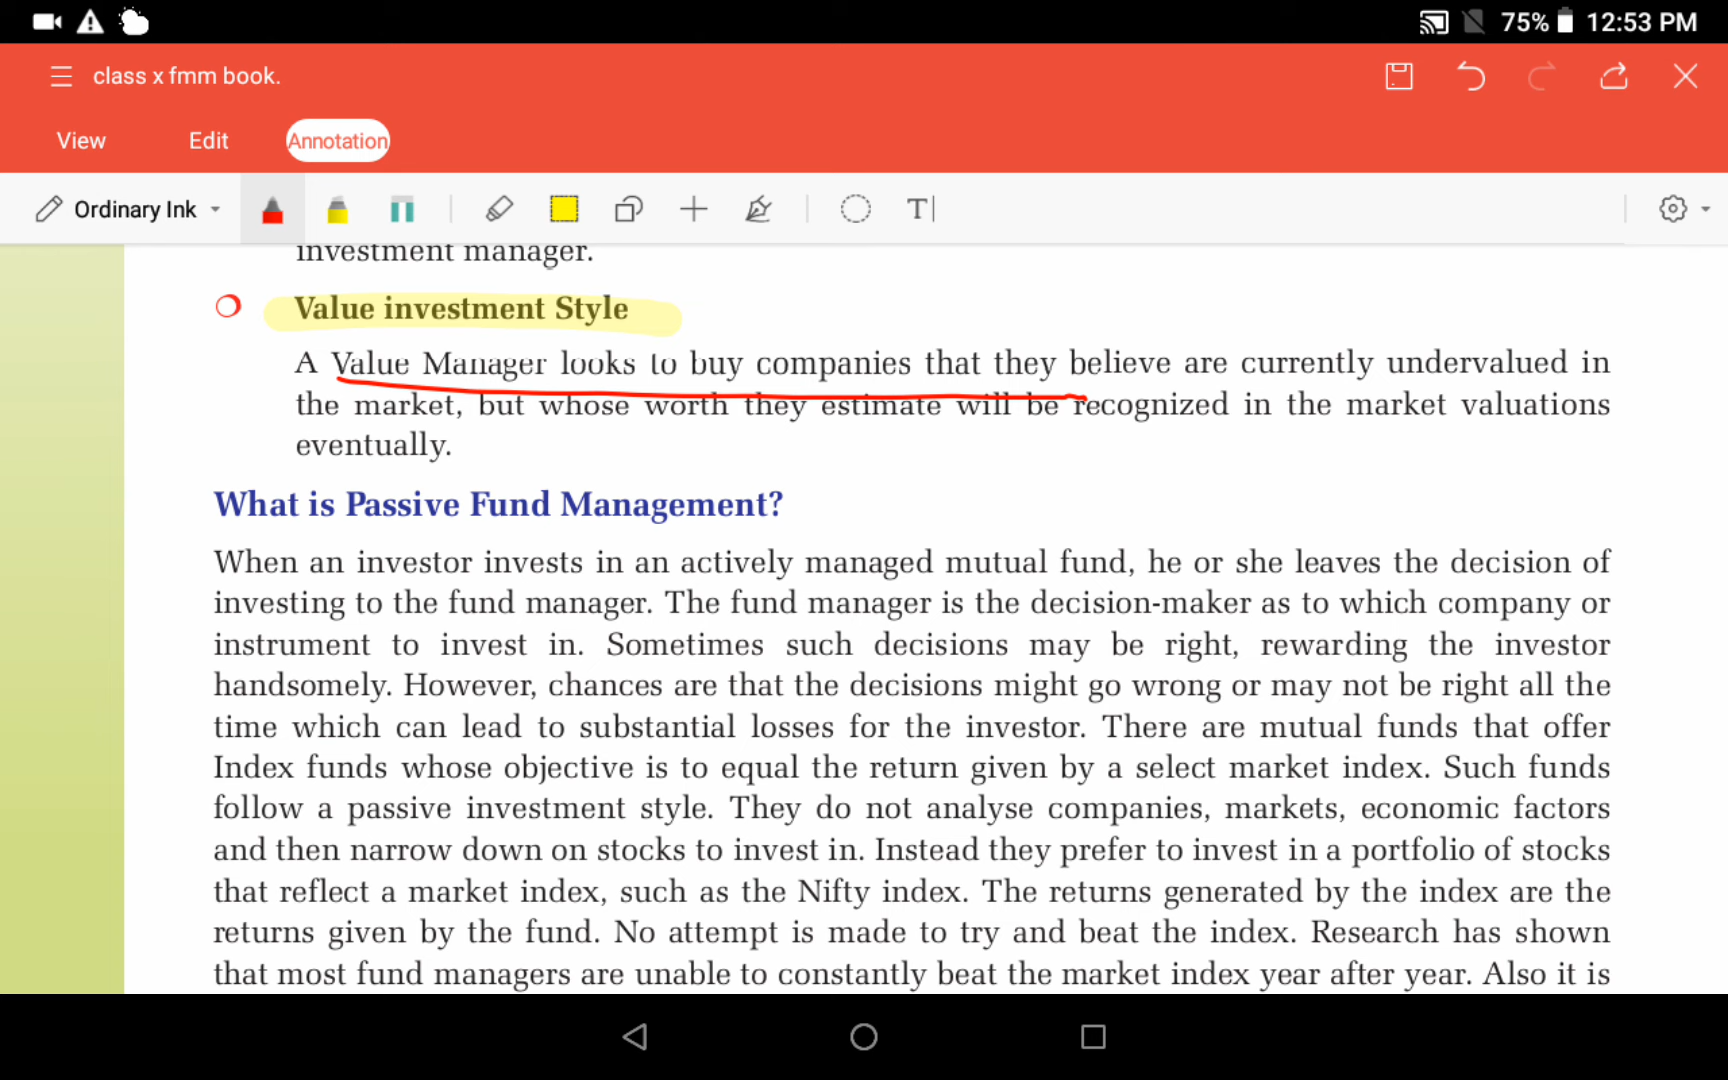 75% 12:53 PM
class x fmm book.
View Edit Annotation
Ordinary Ink T|
investment manager.
Value investment Style
A Value Manager looks to buy companies that they believe are currently undervalued in
the market, but whose worth they estimate will be recognized in the market valuations
eventually.
What is Passive Fund Management?
When an investor invests in an actively managed mutual fund, he or she leaves the decision of
investing to the fund manager. The fund manager is the decision-maker as to which company or
instrument to invest in. Sometimes such decisions may be right, rewarding the investor
handsomely. However, chances are that the decisions might go wrong or may not be right all the
time which can lead to substantial losses for the investor. There are mutual funds that offer
Index funds whose objective is to equal the return given by a select market index. Such funds
follow a passive investment style. They do not analyse companies, markets, economic factors
and then narrow down on stocks to invest in. Instead they prefer to invest in a portfolio of stocks
that reflect a market index, such as the Nifty index. The returns generated by the index are the
returns given by the fund. No attempt is made to try and beat the index. Research has shown
that most fund managers are unable to constantly beat the market index year after year. Also it is